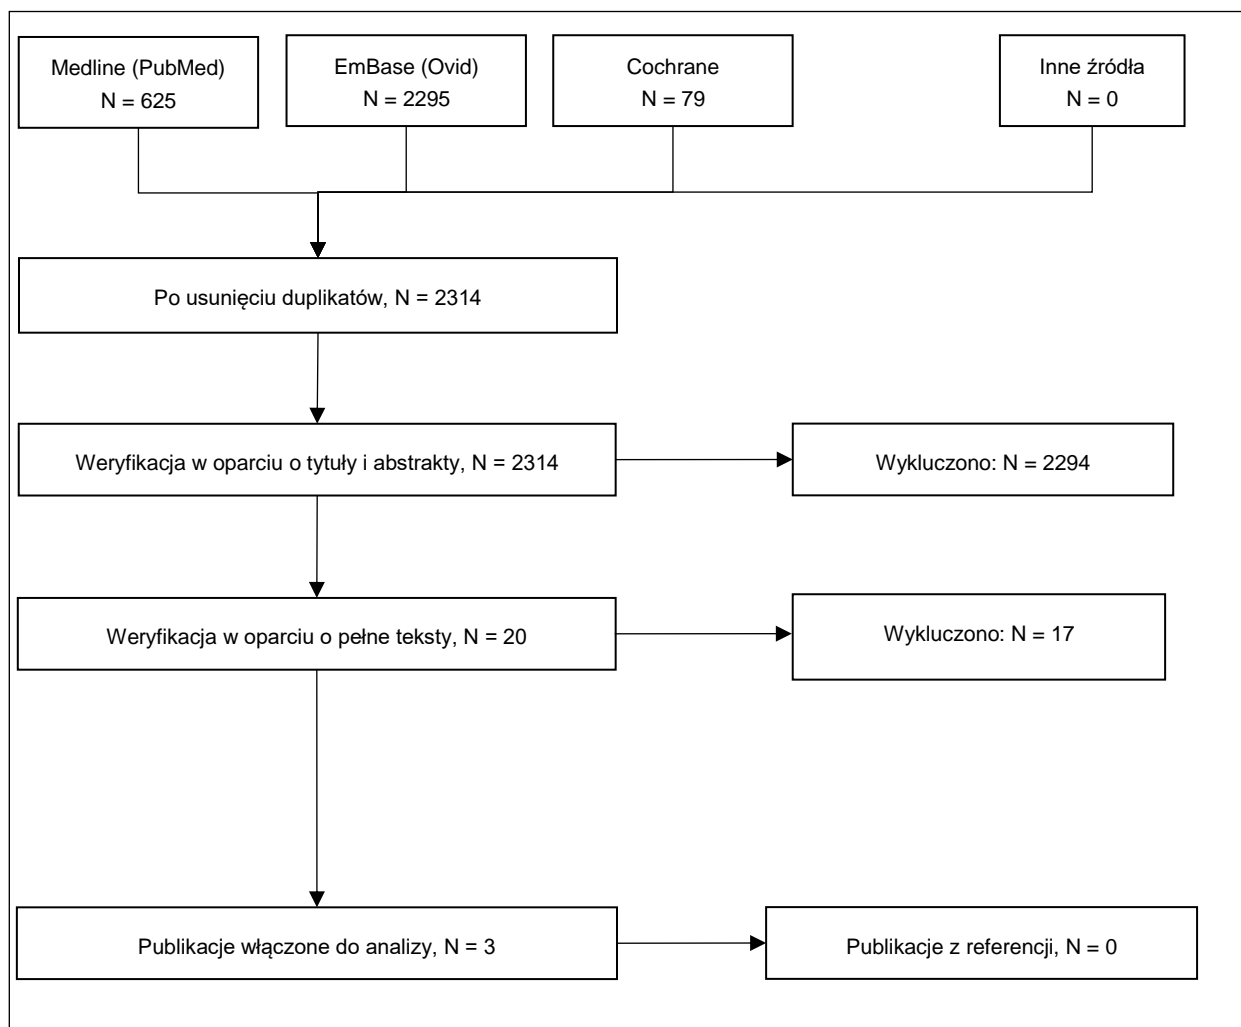 Medline (PubMed)
N = 625
EmBase (Ovid)
N = 2295
Cochrane
N = 79
Inne źródła
N = 0
Po usunięciu duplikatów, N = 2314
Weryfikacja w oparciu o tytuły i abstrakty, N = 2314
Wykluczono: N = 2294
Weryfikacja w oparciu o pełne teksty, N = 20
Wykluczono: N = 17
Publikacje włączone do analizy, N = 3
Publikacje z referencji, N = 0